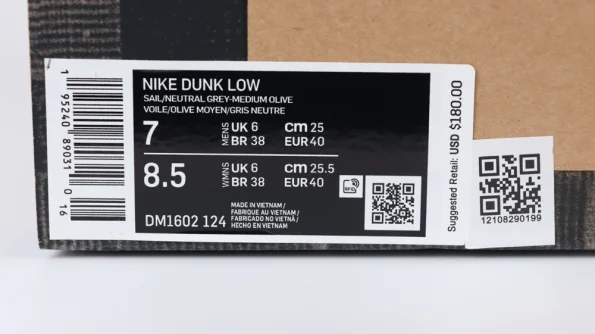 NIKE DUNK LOW
SAIL/NEUTRAL GREY-MEDIUM OLIVE
VOILE/OLIVE MOYEN/GRIS NEUTRE
7 MENS UK 6 cm 25
BR 38 EUR 40
8.5 WMNS UK 6 cm 25.5
BR 38 EUR 40
RFID
DM1602 124
MADE IN VIETNAM /
FABRIQUE AU VIETNAM /
FABRICADO NO VIETNÃ /
HECHO EN VIETNAM
1 95240 89031 0 16
Suggested Retail: USD $180.00
12108290199